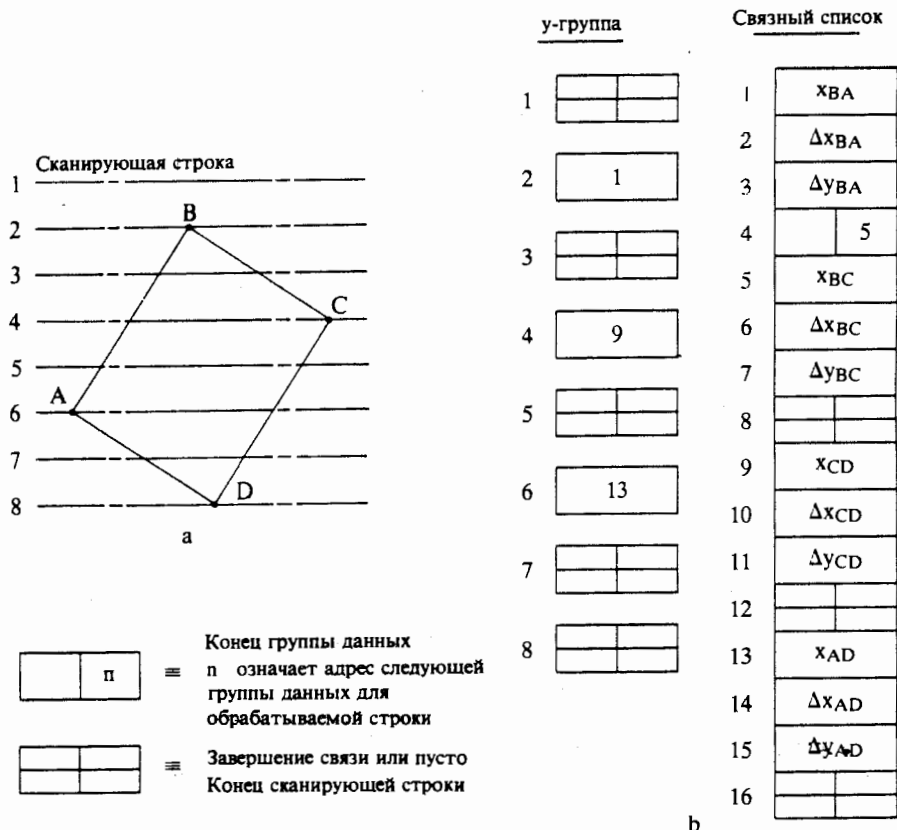 у-группа
Связный список
1
2 1
3
4 9
5
6 13
7
8
1 xBA
2 ΔxBA
3 ΔyBA
4 5
5 xBC
6 ΔxBC
7 ΔyBC
8
9 xCD
10 ΔxCD
11 ΔyCD
12
13 xAD
14 ΔxAD
15 ΔyAD
16
b
Сканирующая строка
1
2 B
3
4 C
5
6 A
7
8 D
а
n ≡ Конец группы данных
n означает адрес следующей
группы данных для
обрабатываемой строки
≡ Завершение связи или пусто
Конец сканирующей строки